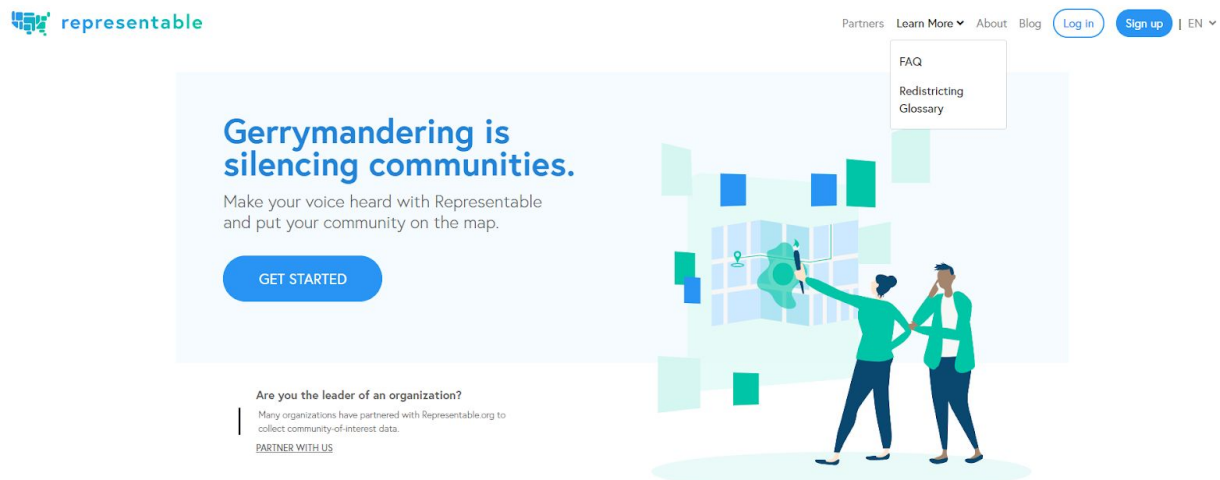 representable
Partners Learn More About Blog Log in Sign up | EN
FAQ
Redistricting
Glossary
Gerrymandering is
silencing communities.
Make your voice heard with Representable
and put your community on the map.
GET STARTED
Are you the leader of an organization?
Many organizations have partnered with Representable.org to
collect community-of-interest data.
PARTNER WITH US